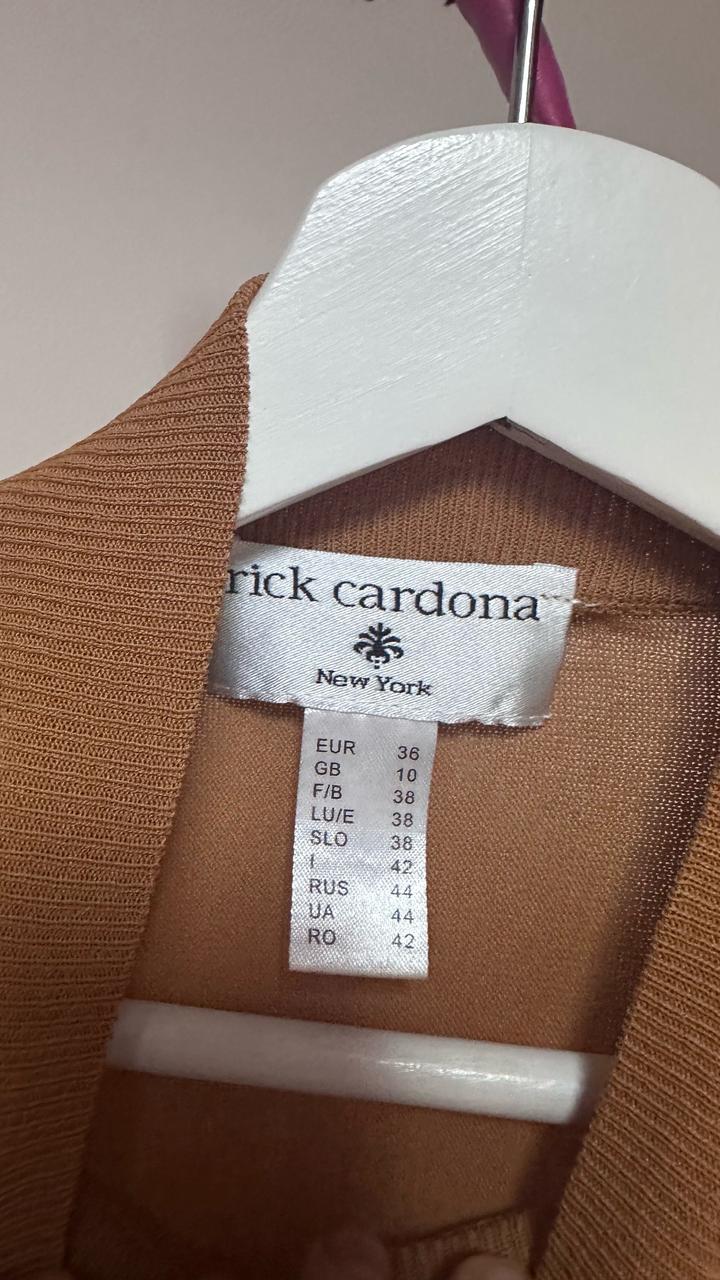 rick cardona
New York
EUR 36
GB 10
F/B 38
LU/E 38
SLO 38
I 42
RUS 44
UA 44
RO 42